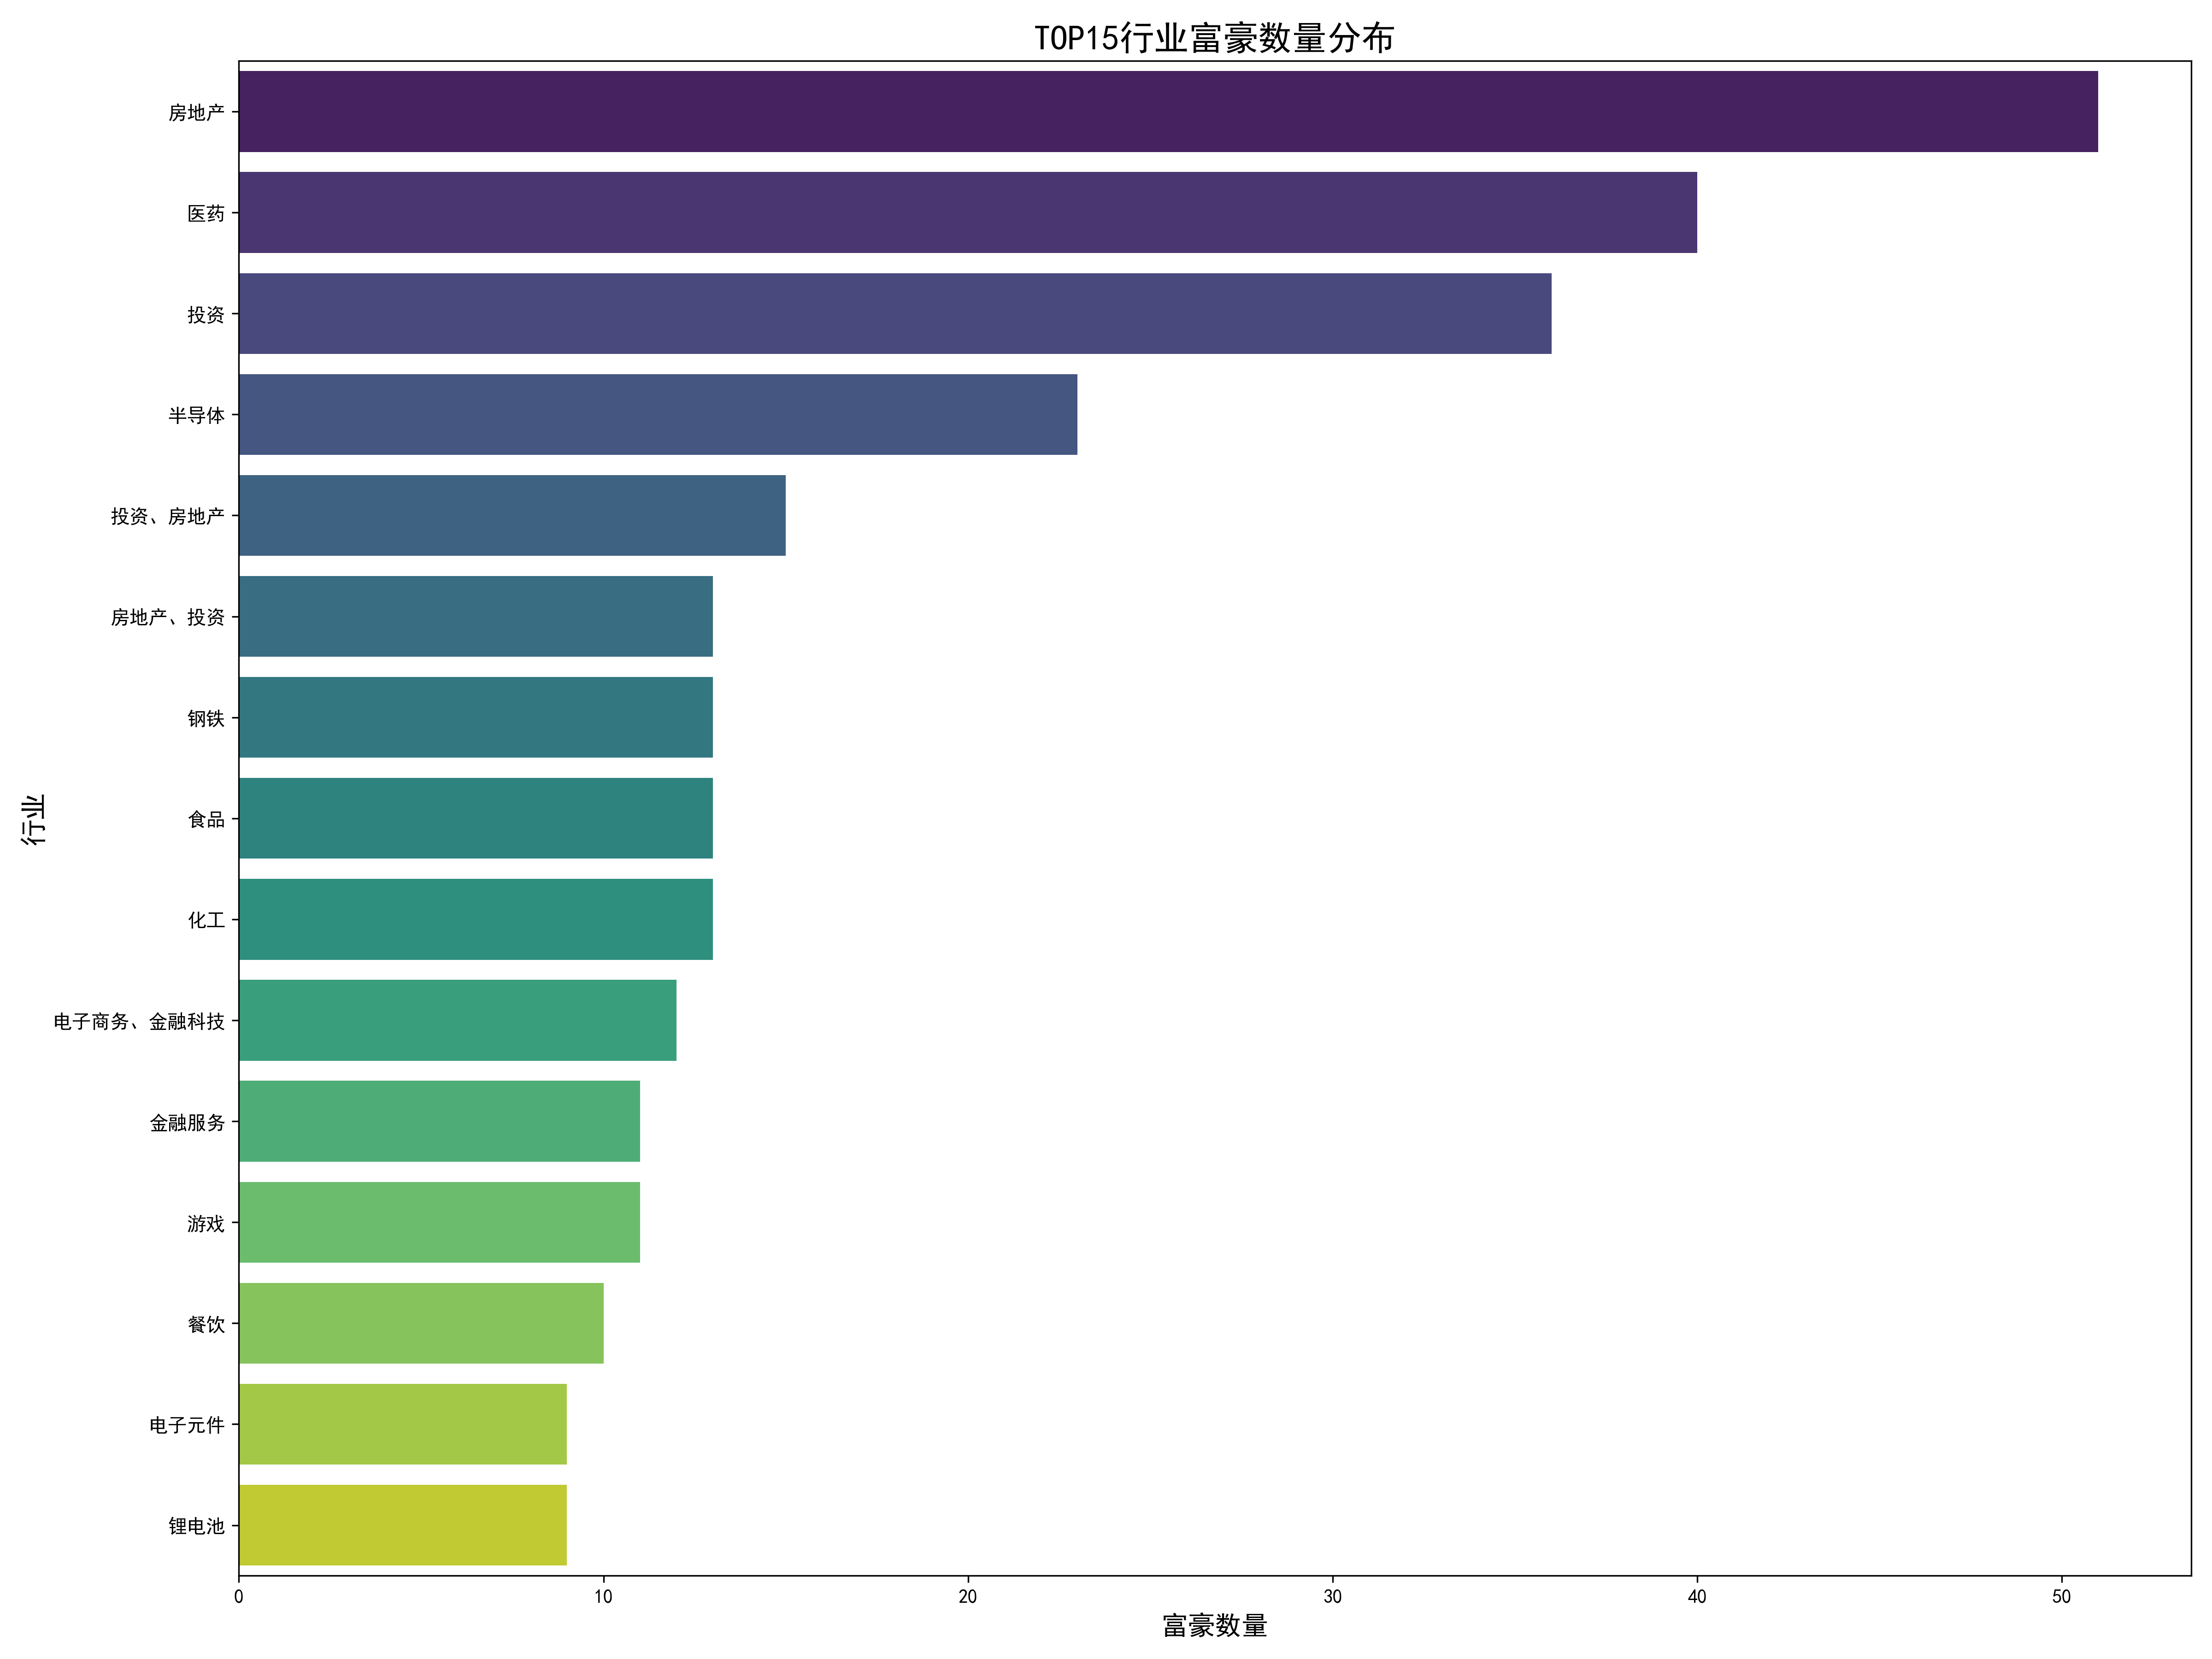 TOP15行业富豪数量分布
行业
房地产
医药
投资
半导体
投资、房地产
房地产、投资
钢铁
食品
化工
电子商务、金融科技
金融服务
游戏
餐饮
电子元件
锂电池
0 10 20 30 40 50
富豪数量